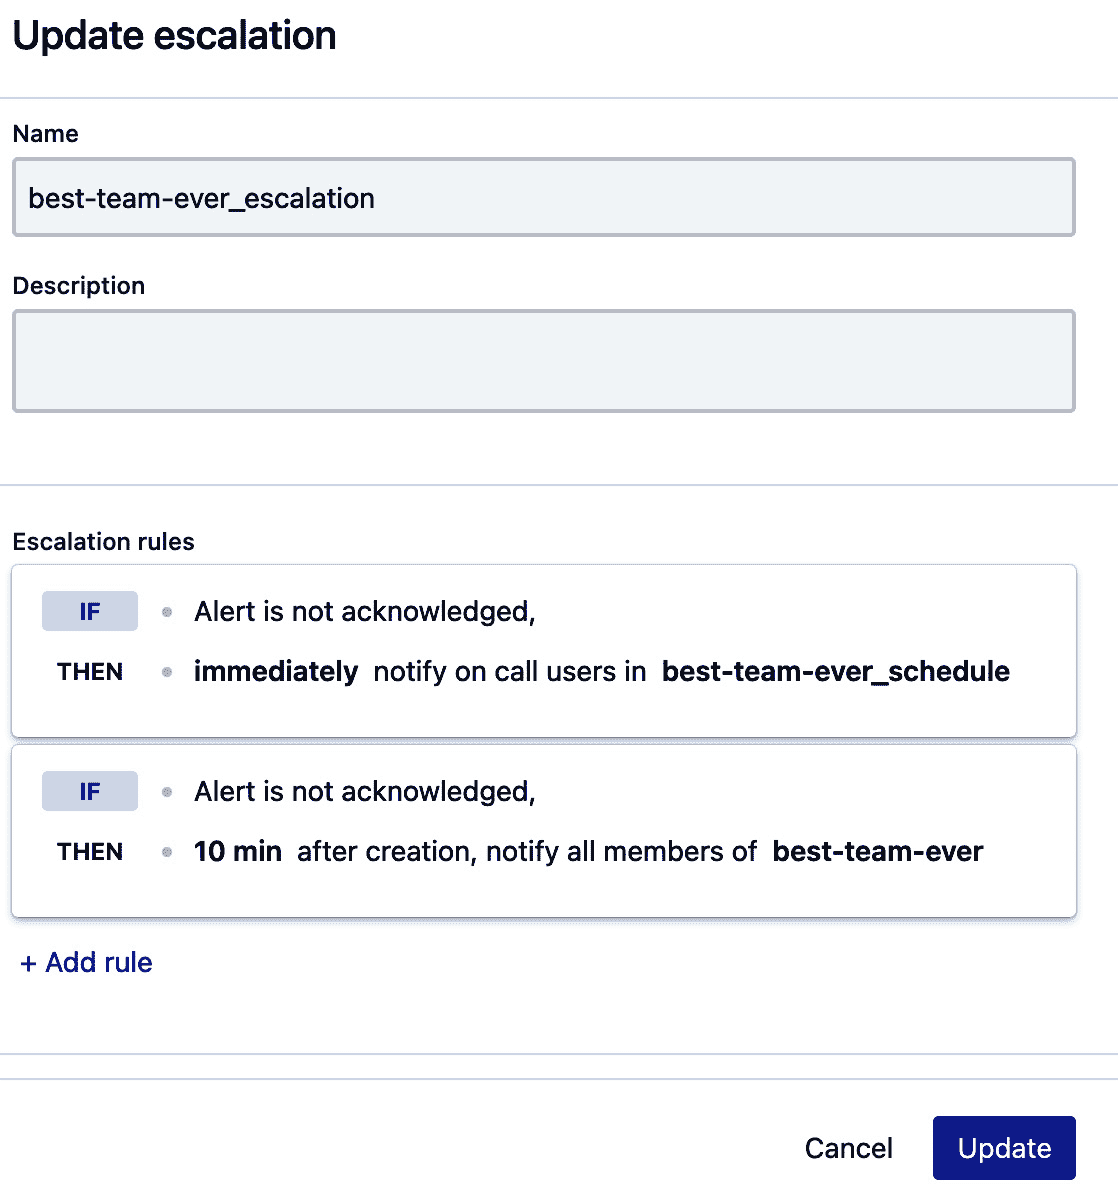 Update escalation
Name
best-team-ever_escalation
Description
Escalation rules
IF Alert is not acknowledged,
THEN immediately notify on call users in best-team-ever_schedule
IF Alert is not acknowledged,
THEN 10 min after creation, notify all members of best-team-ever
+ Add rule
Cancel Update